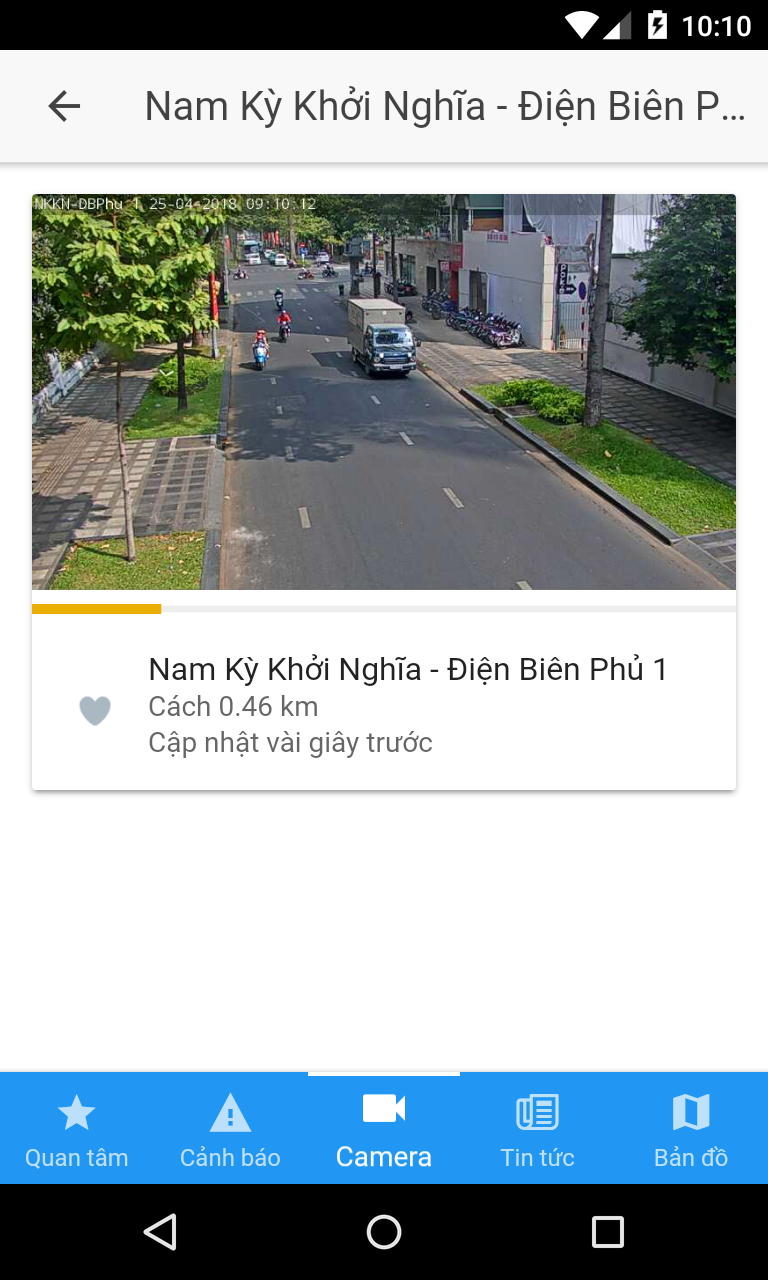 10:10
Nam Kỳ Khởi Nghĩa - Điện Biên P...
NKKN-DBPhu 1 25-04-2018 09:10:12
Nam Kỳ Khởi Nghĩa - Điện Biên Phủ 1
Cách 0.46 km
Cập nhật vài giây trước
Quan tâm
Cảnh báo
Camera
Tin tức
Bản đồ